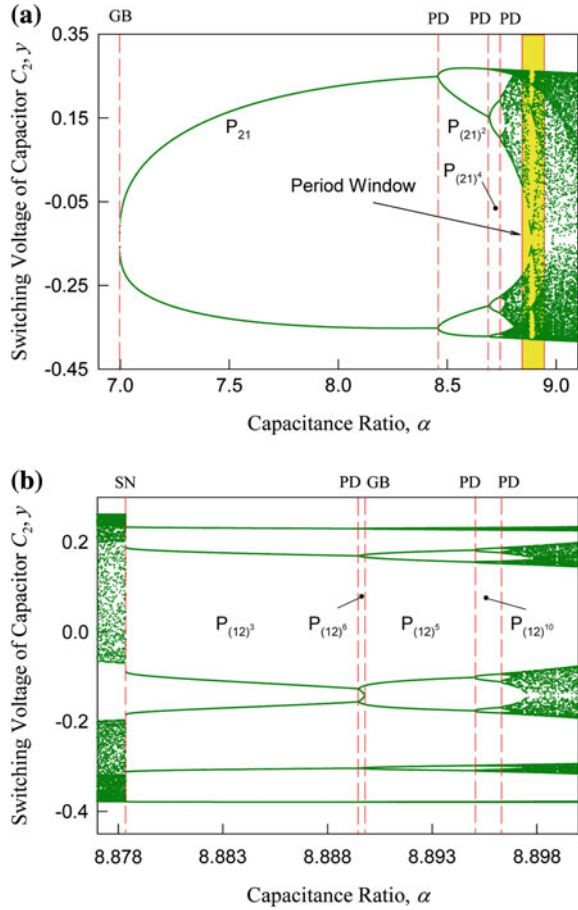 (a)
GB PD PD PD
Switching Voltage of Capacitor C₂, y
0.35
0.15
-0.05
-0.25
-0.45
P₂₁
P₍₂₁₎²
P₍₂₁₎⁴
Period Window
7.0 7.5 8.0 8.5 9.0
Capacitance Ratio, α
(b)
SN PD GB PD PD
Switching Voltage of Capacitor C₂, y
0.2
0.0
-0.2
-0.4
P₍₁₂₎³ P₍₁₂₎⁶ P₍₁₂₎⁵ P₍₁₂₎¹⁰
8.878 8.883 8.888 8.893 8.898
Capacitance Ratio, α